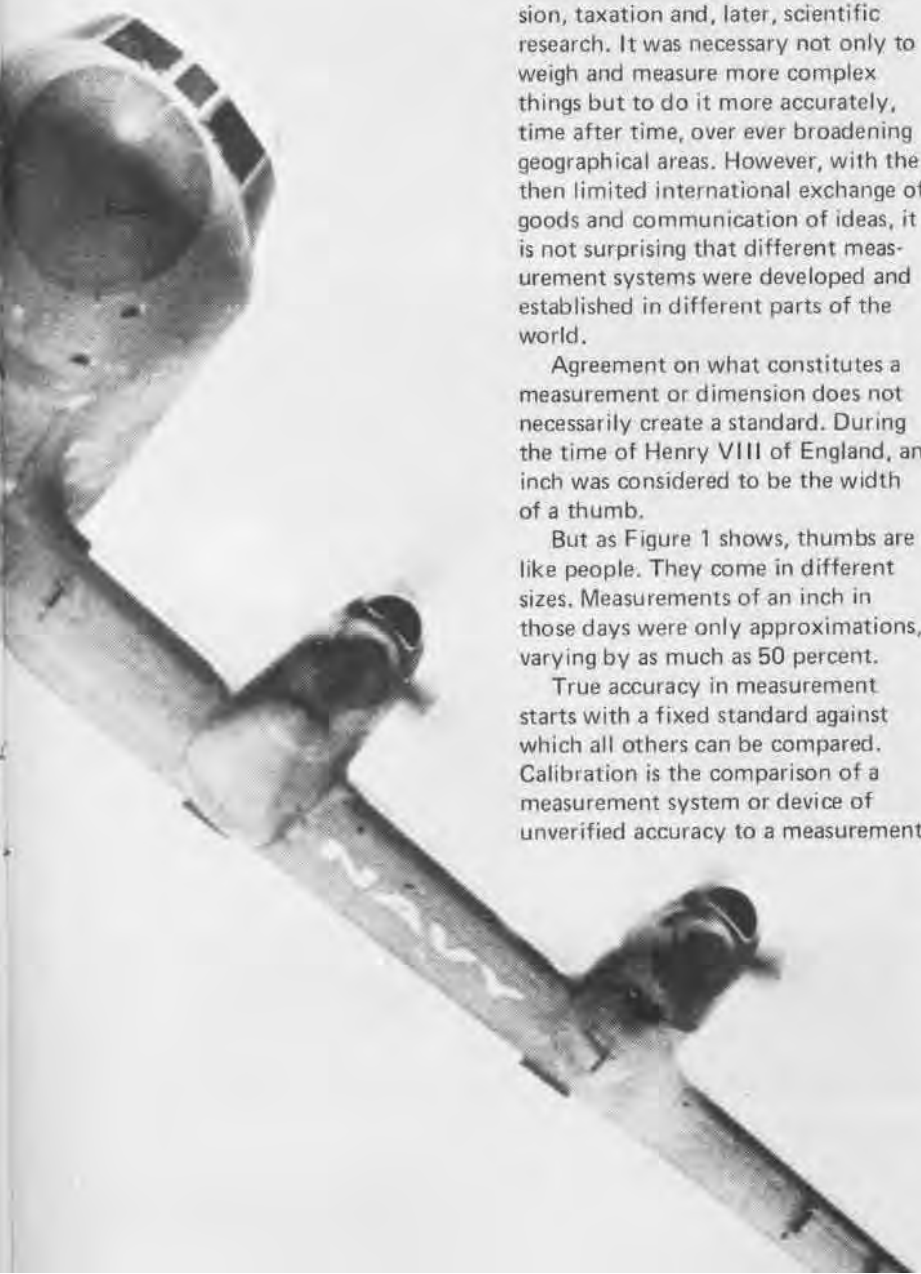 sion, taxation and, later, scientific
research. It was necessary not only to
weigh and measure more complex
things but to do it more accurately,
time after time, over ever broadening
geographical areas. However, with the
then limited international exchange of
goods and communication of ideas, it
is not surprising that different meas-
urement systems were developed and
established in different parts of the
world.
Agreement on what constitutes a
measurement or dimension does not
necessarily create a standard. During
the time of Henry VIII of England, an
inch was considered to be the width
of a thumb.
But as Figure 1 shows, thumbs are
like people. They come in different
sizes. Measurements of an inch in
those days were only approximations,
varying by as much as 50 percent.
True accuracy in measurement
starts with a fixed standard against
which all others can be compared.
Calibration is the comparison of a
measurement system or device of
unverified accuracy to a measurement